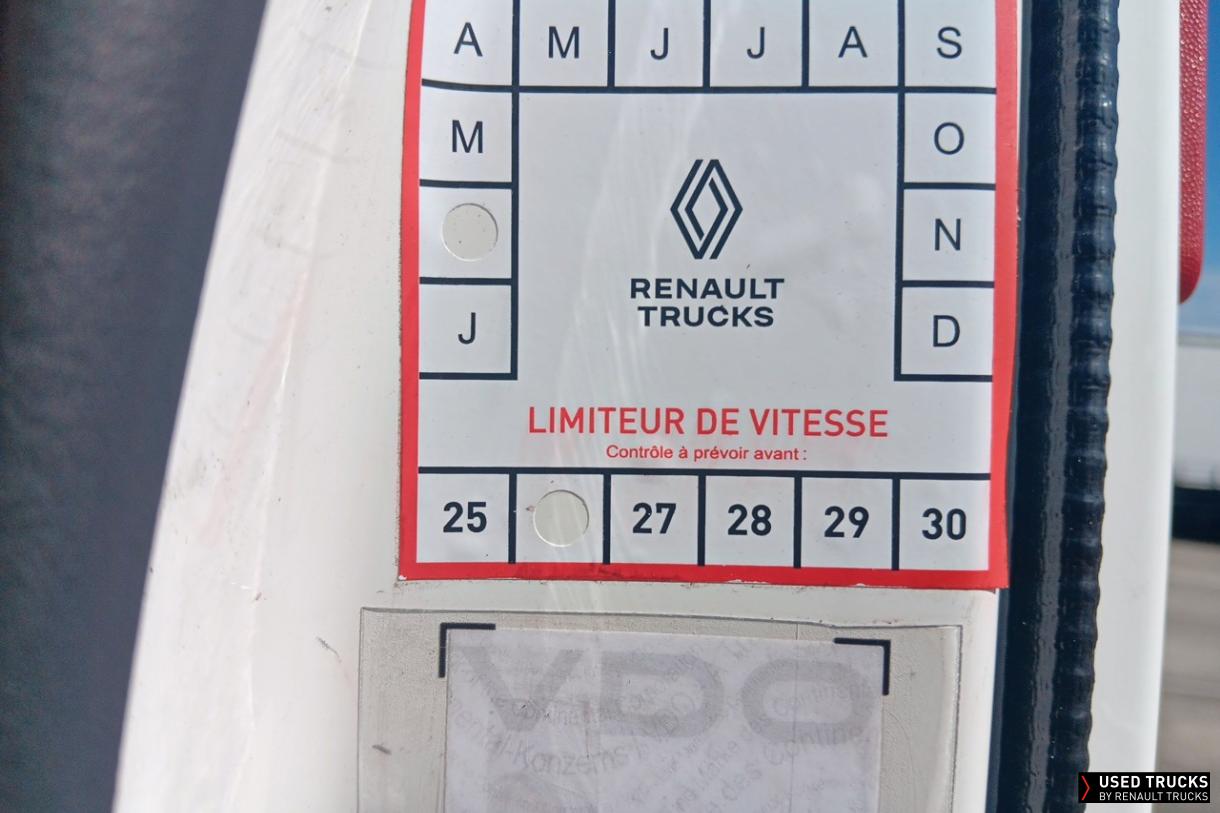 A M J J A S
M O
N
J D
RENAULT
TRUCKS
LIMITEUR DE VITESSE
Contrôle à prévoir avant :
25 27 28 29 30
VDO
USED TRUCKS
BY RENAULT TRUCKS